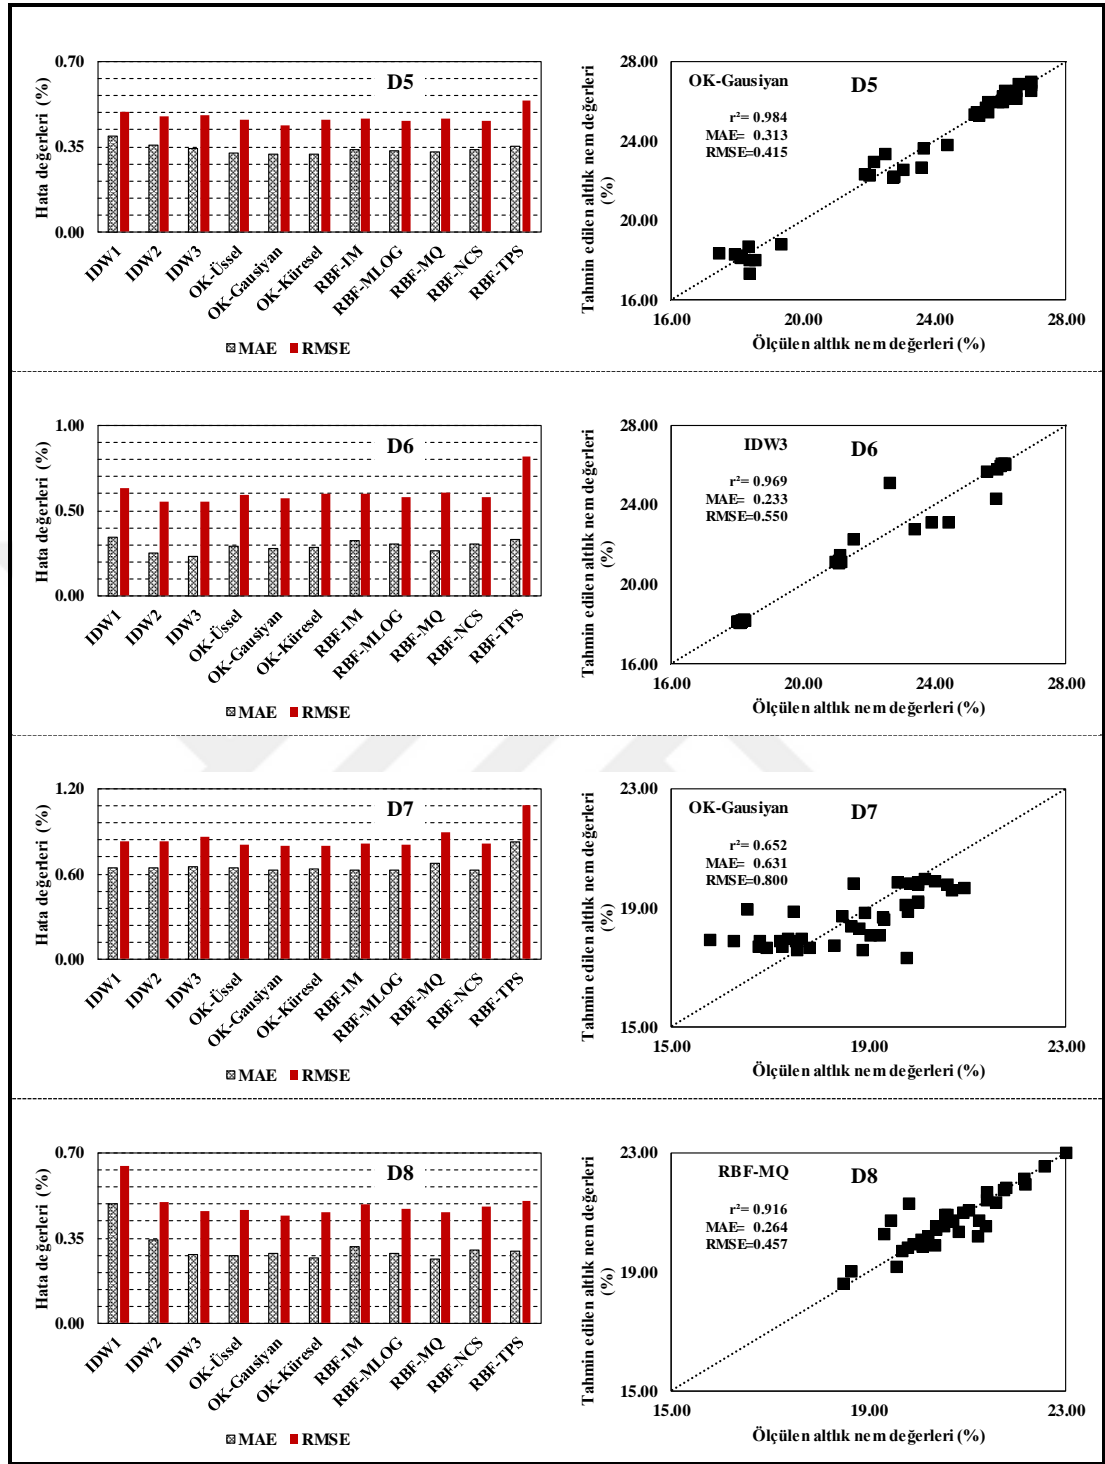 0.70
0.35
0.00
Hata değerleri (%)
D5
IDW1
IDW2
IDW3
OK-Üssel
OK-Gausiyan
OK-Küresel
RBF-IM
RBF-MLOG
RBF-MQ
RBF-NCS
RBF-TPS
MAE
RMSE
OK-Gausiyan
D5
r²= 0.984
MAE= 0.313
RMSE=0.415
28.00
24.00
20.00
16.00
Tahmin edilen altlık nem değerleri
(%)
16.00
20.00
24.00
28.00
Ölçülen altlık nem değerleri (%)
1.00
0.50
0.00
Hata değerleri (%)
D6
IDW1
IDW2
IDW3
OK-Üssel
OK-Gausiyan
OK-Küresel
RBF-IM
RBF-MLOG
RBF-MQ
RBF-NCS
RBF-TPS
MAE
RMSE
IDW3
D6
r²= 0.969
MAE= 0.233
RMSE=0.550
28.00
24.00
20.00
16.00
Tahmin edilen altlık nem değerleri
(%)
16.00
20.00
24.00
28.00
Ölçülen altlık nem değerleri (%)
1.20
0.60
0.00
Hata değerleri (%)
D7
IDW1
IDW2
IDW3
OK-Üssel
OK-Gausiyan
OK-Küresel
RBF-IM
RBF-MLOG
RBF-MQ
RBF-NCS
RBF-TPS
MAE
RMSE
OK-Gausiyan
D7
r²= 0.652
MAE= 0.631
RMSE=0.800
23.00
19.00
15.00
Tahmin edilen altlık nem değerleri
(%)
15.00
19.00
23.00
Ölçülen altlık nem değerleri (%)
0.70
0.35
0.00
Hata değerleri (%)
D8
IDW1
IDW2
IDW3
OK-Üssel
OK-Gausiyan
OK-Küresel
RBF-IM
RBF-MLOG
RBF-MQ
RBF-NCS
RBF-TPS
MAE
RMSE
RBF-MQ
D8
r²= 0.916
MAE= 0.264
RMSE=0.457
23.00
19.00
15.00
Tahmin edilen altlık nem değerleri
(%)
15.00
19.00
23.00
Ölçülen altlık nem değerleri (%)